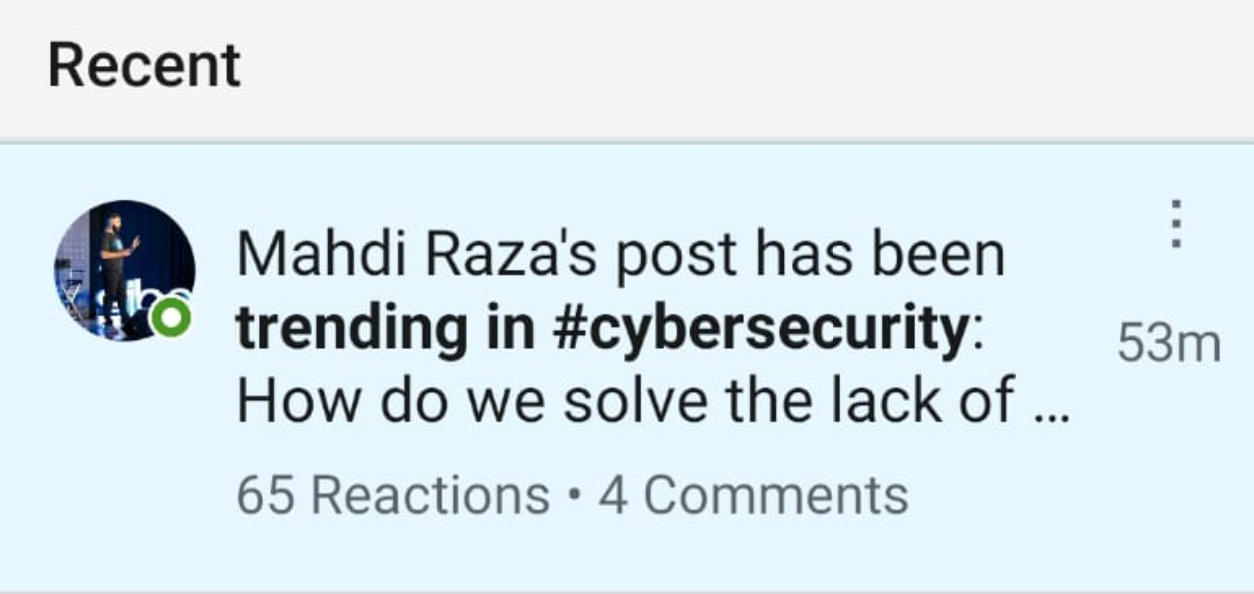 Recent
Mahdi Raza's post has been
trending in #cybersecurity:
53m
How do we solve the lack of ...
65 Reactions • 4 Comments